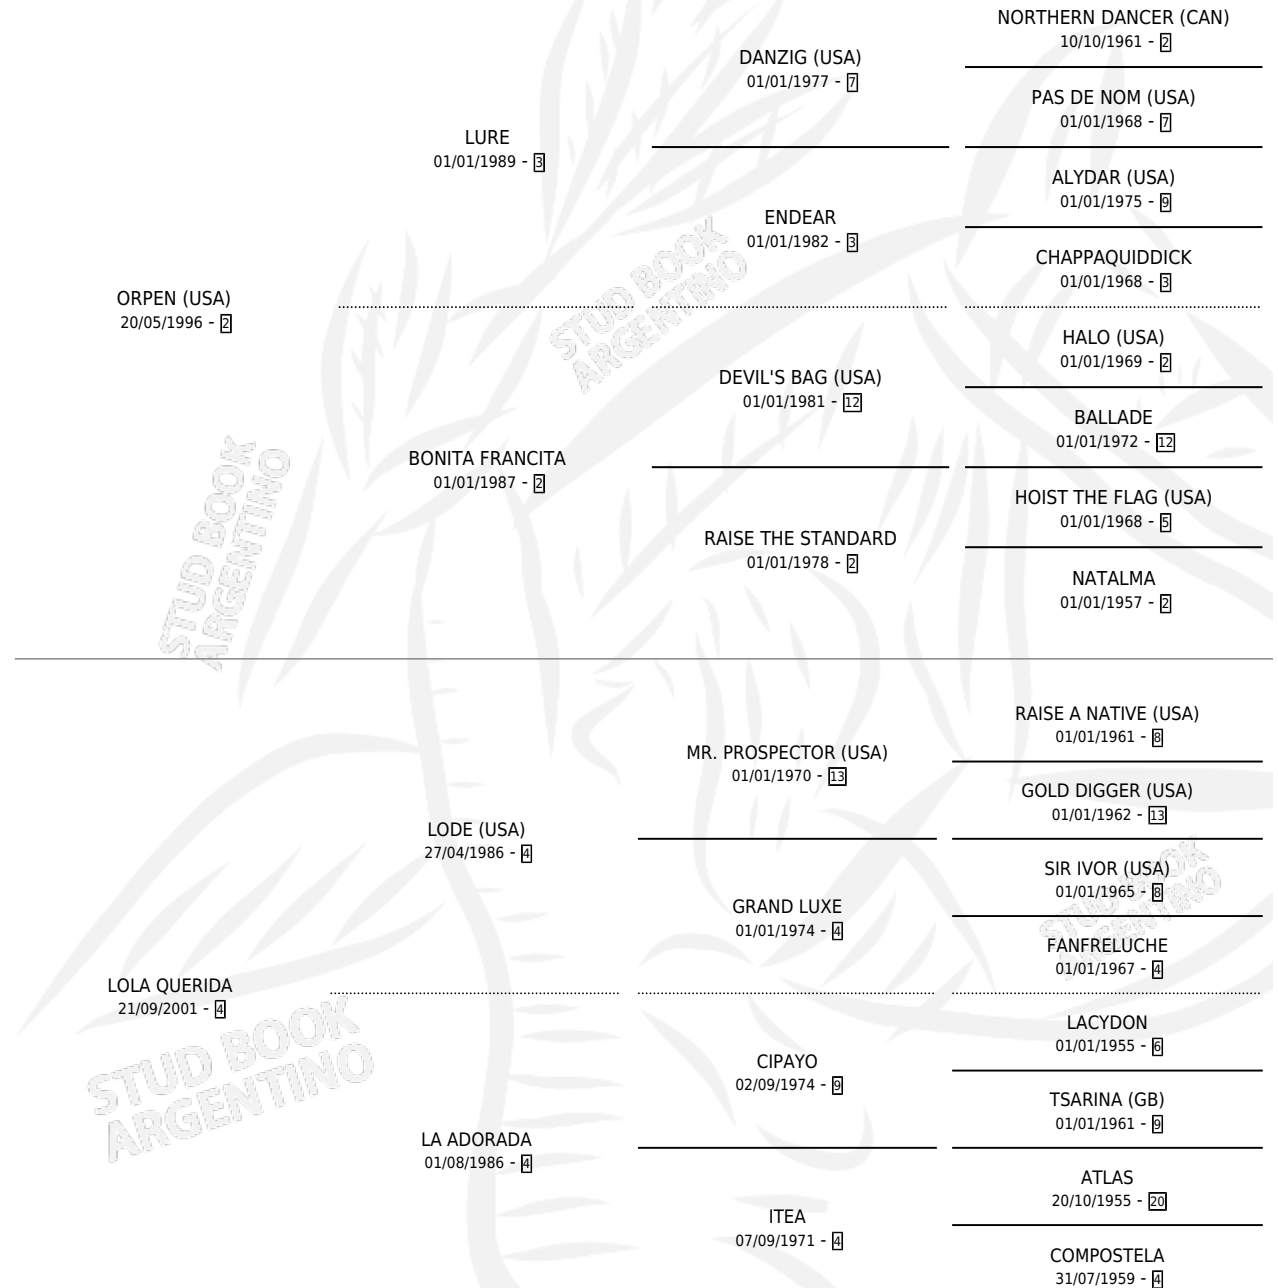 NORTHERN DANCER (CAN)
10/10/1961 - 2
DANZIG (USA)
01/01/1977 - 7
PAS DE NOM (USA)
01/01/1968 - 7
LURE
01/01/1989 - 3
ALYDAR (USA)
01/01/1975 - 9
ENDEAR
01/01/1982 - 3
CHAPPAQUIDDICK
01/01/1968 - 3
ORPEN (USA)
20/05/1996 - 2
STUD BOOK
ARGENTINO
HALO (USA)
01/01/1969 - 2
DEVIL'S BAG (USA)
01/01/1981 - 12
BALLADE
01/01/1972 - 12
BONITA FRANCITA
01/01/1987 - 2
HOIST THE FLAG (USA)
01/01/1968 - 5
RAISE THE STANDARD
01/01/1978 - 2
NATALMA
01/01/1957 - 2
STUD BOOK
ARGENTINO
RAISE A NATIVE (USA)
01/01/1961 - 8
MR. PROSPECTOR (USA)
01/01/1970 - 13
GOLD DIGGER (USA)
01/01/1962 - 13
LODE (USA)
27/04/1986 - 4
SIR IVOR (USA)
01/01/1965 - 8
GRAND LUXE
01/01/1974 - 4
STUD BOOK
ARGENTINO
FANFRELUCHE
01/01/1967 - 4
LOLA QUERIDA
21/09/2001 - 4
STUD BOOK
ARGENTINO
LACYDON
01/01/1955 - 6
CIPAYO
02/09/1974 - 9
TSARINA (GB)
01/01/1961 - 9
LA ADORADA
01/08/1986 - 4
ATLAS
20/10/1955 - 20
ITEA
07/09/1971 - 4
COMPOSTELA
31/07/1959 - 4